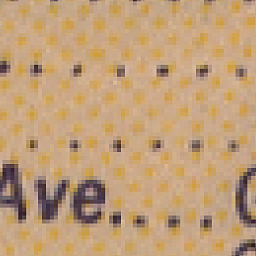 . . . . . . .
. . . . . .
Ave....